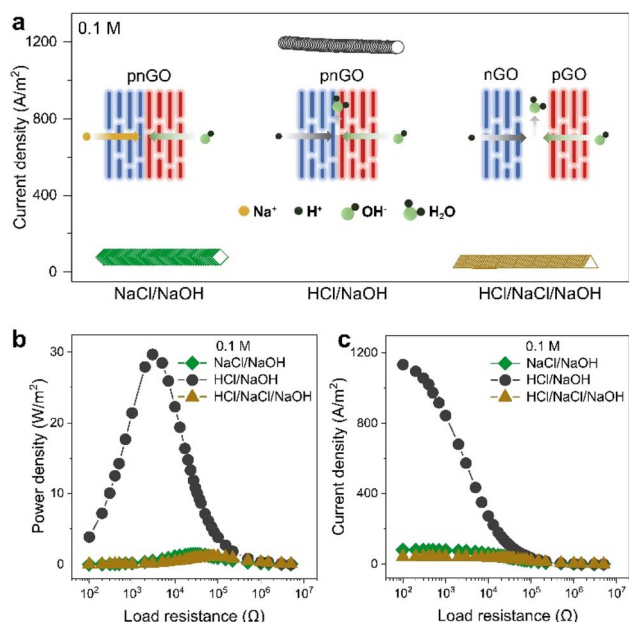 a
0.1 M
Current density (A/m²)
1200
800
400
0
pnGO
pnGO
nGO
pGO
Na⁺
H⁺
OH⁻
H₂O
NaCl/NaOH
HCl/NaOH
HCl/NaCl/NaOH
b
0.1 M
NaCl/NaOH
HCl/NaOH
HCl/NaCl/NaOH
Power density (W/m²)
30
20
10
0
10² 10³ 10⁴ 10⁵ 10⁶ 10⁷
Load resistance (Ω)
c
0.1 M
NaCl/NaOH
HCl/NaOH
HCl/NaCl/NaOH
Current density (A/m²)
1200
800
400
0
10² 10³ 10⁴ 10⁵ 10⁶ 10⁷
Load resistance (Ω)